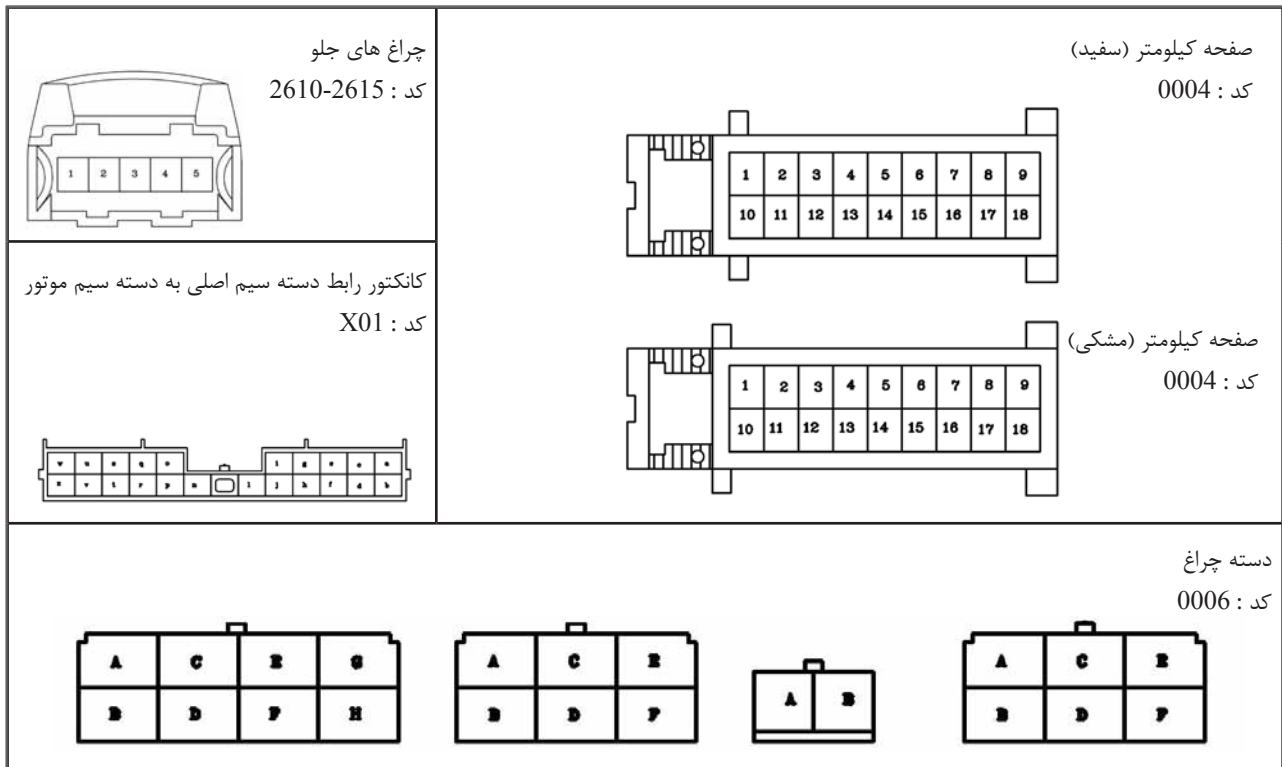 صفحه کیلومتر (سفید)
کد : 0004
1 2 3 4 5 6 7 8 9
10 11 12 13 14 15 16 17 18
صفحه کیلومتر (مشکی)
کد : 0004
1 2 3 4 5 6 7 8 9
10 11 12 13 14 15 16 17 18
چراغ های جلو
کد : 2610-2615
1 2 3 4 5
کانکتور رابط دسته سیم اصلی به دسته سیم موتور
کد : X01
w u s q o i g e c a
x v t r p n l j h f d b
دسته چراغ
کد : 0006
A C E G
B D F H
A C E
B D F
A B
A C E
B D F